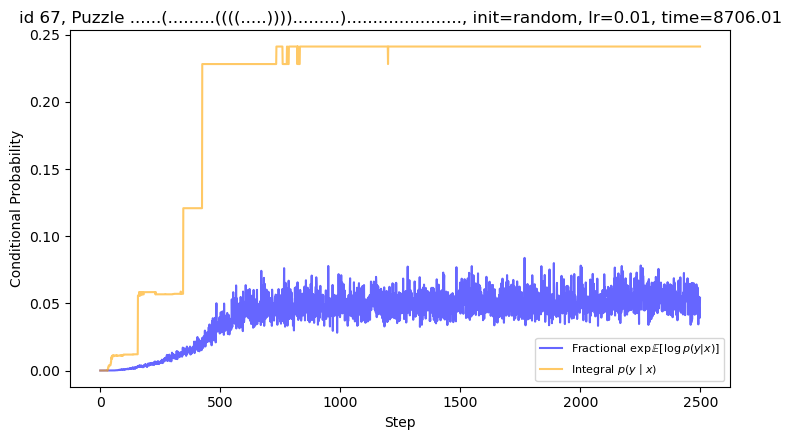 id 67, Puzzle ......(.........((((.....)))).........)......................, init=random, lr=0.01, time=8706.01
Conditional Probability
0.25
0.20
0.15
0.10
0.05
0.00
Fractional exp𝔼[log p(y|x)]
Integral p(y | x)
0
500
1000
1500
2000
2500
Step